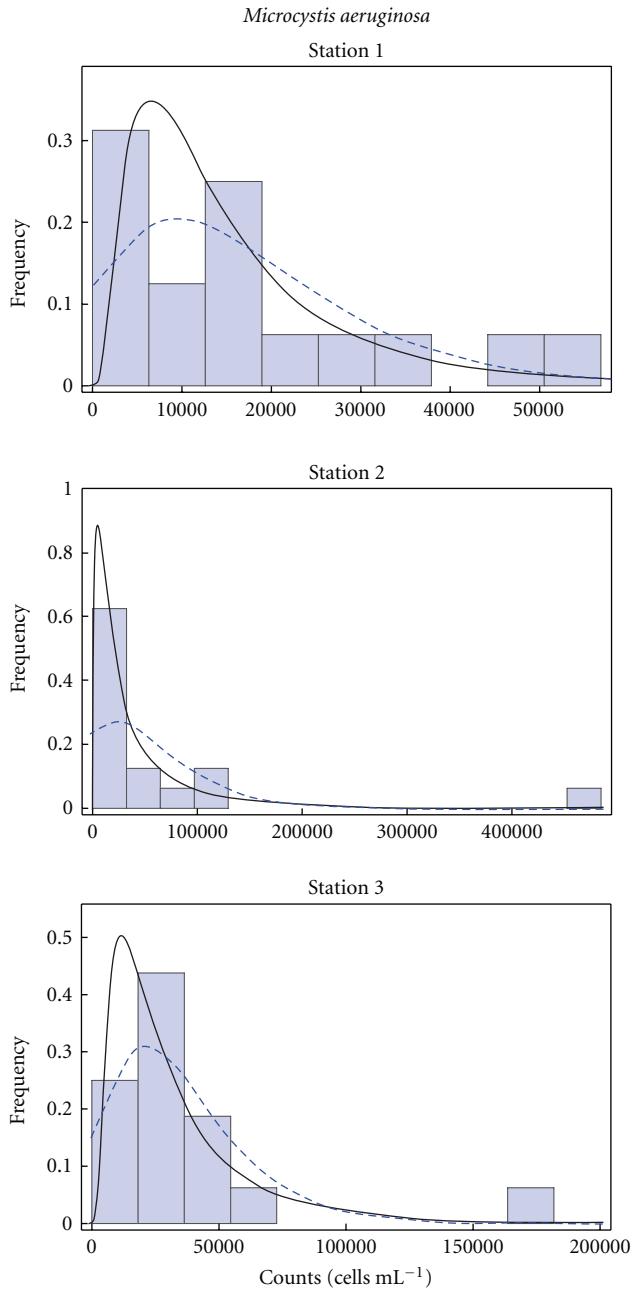 Microcystis aeruginosa
Station 1
Frequency
0.3
0.2
0.1
0
0 10000 20000 30000 40000 50000
Station 2
Frequency
1
0.8
0.6
0.4
0.2
0
0 100000 200000 300000 400000
Station 3
Frequency
0.5
0.4
0.3
0.2
0.1
0
0 50000 100000 150000 200000
Counts (cells mL⁻¹)